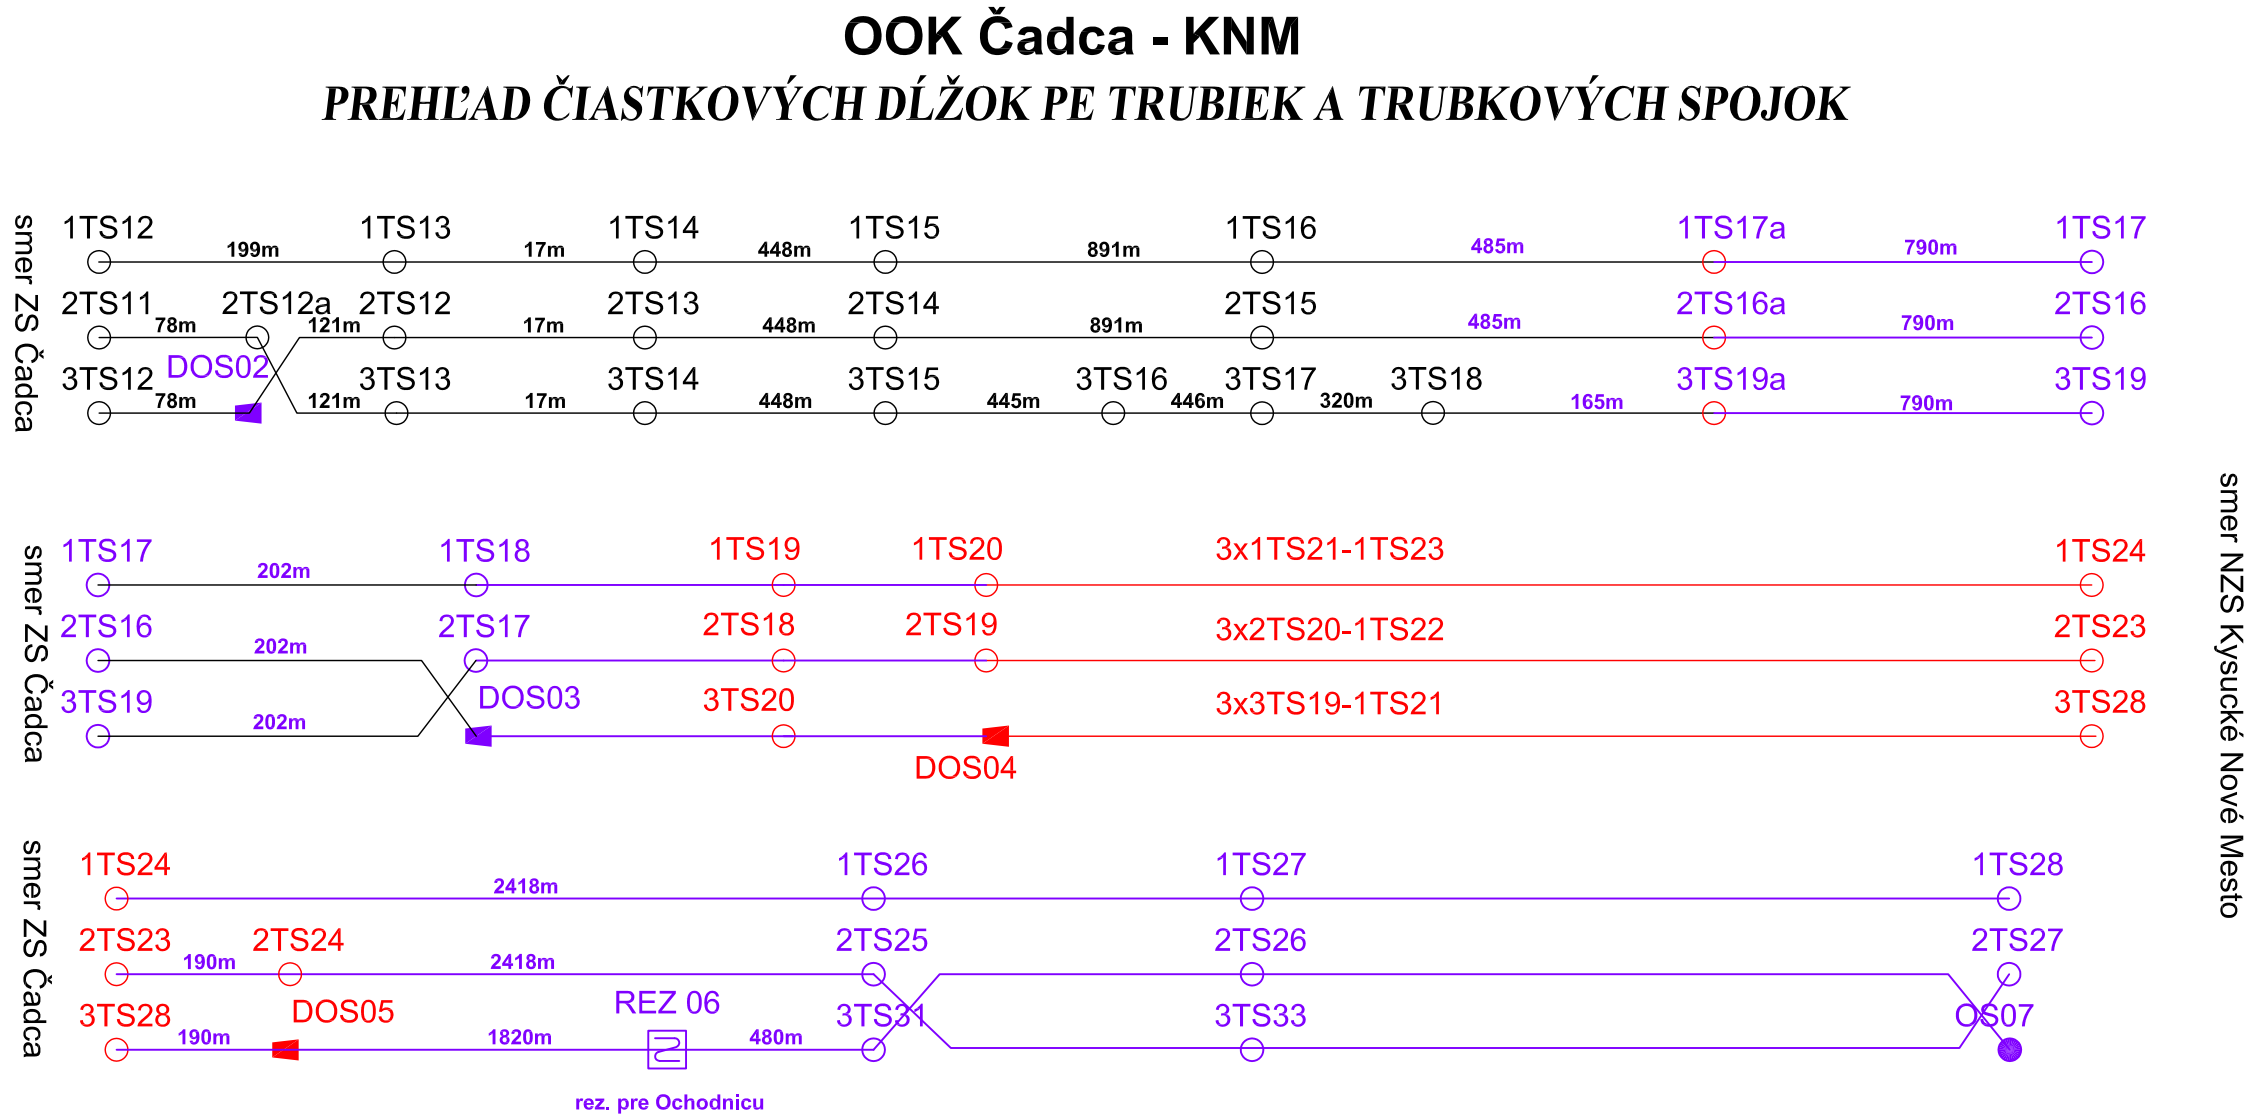 OOK Čadca - KNM
PREHĽAD ČIASTKOVÝCH DĹŽOK PE TRUBIEK A TRUBKOVÝCH SPOJOK
smer ZS Čadca
1TS12 199m 1TS13 17m 1TS14 448m 1TS15 891m 1TS16 485m 1TS17a 790m 1TS17
2TS11 78m 2TS12a 121m 2TS12 17m 2TS13 448m 2TS14 891m 2TS15 485m 2TS16a 790m 2TS16
DOS02
3TS12 78m 121m 3TS13 17m 3TS14 448m 3TS15 445m 3TS16 446m 3TS17 320m 3TS18 165m 3TS19a 790m 3TS19
smer NZS Kysucké Nové Mesto
smer ZS Čadca
1TS17 202m 1TS18 1TS19 1TS20 3x1TS21-1TS23 1TS24
2TS16 202m 2TS17 2TS18 2TS19 3x2TS20-1TS22 2TS23
3TS19 202m DOS03 3TS20 3x3TS19-1TS21 3TS28
DOS04
smer ZS Čadca
1TS24 2418m 1TS26 1TS27 1TS28
2TS23 190m 2TS24 2418m 2TS25 2TS26 2TS27
3TS28 190m DOS05 1820m REZ 06 480m 3TS31 3TS33 OS07
rez. pre Ochodnicu